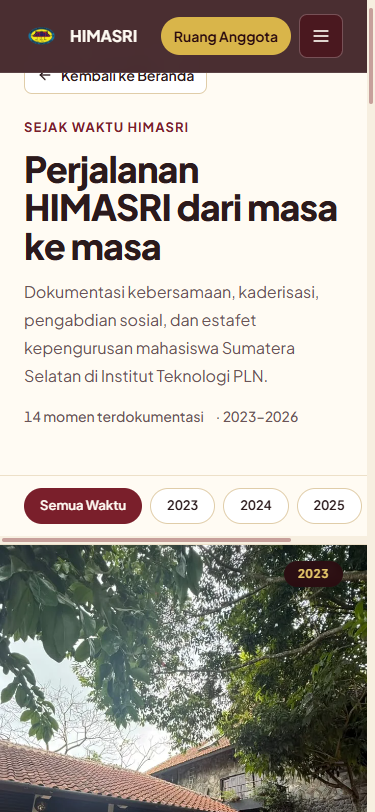 HIMASRI
Ruang Anggota
← Kembali ke Beranda
SEJAK WAKTU HIMASRI
Perjalanan
HIMASRI dari masa
ke masa
Dokumentasi kebersamaan, kaderisasi,
pengabdian sosial, dan estafet
kepengurusan mahasiswa Sumatera
Selatan di Institut Teknologi PLN.
14 momen terdokumentasi · 2023–2026
Semua Waktu
2023
2024
2025
2023